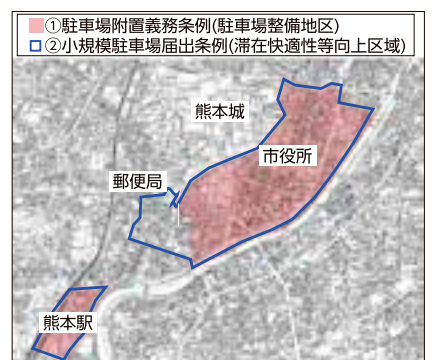 ①駐車場附置義務条例(駐車場整備地区)
②小規模駐車場届出条例(滞在快適性等向上区域)
熊本城
市役所
郵便局
熊本駅